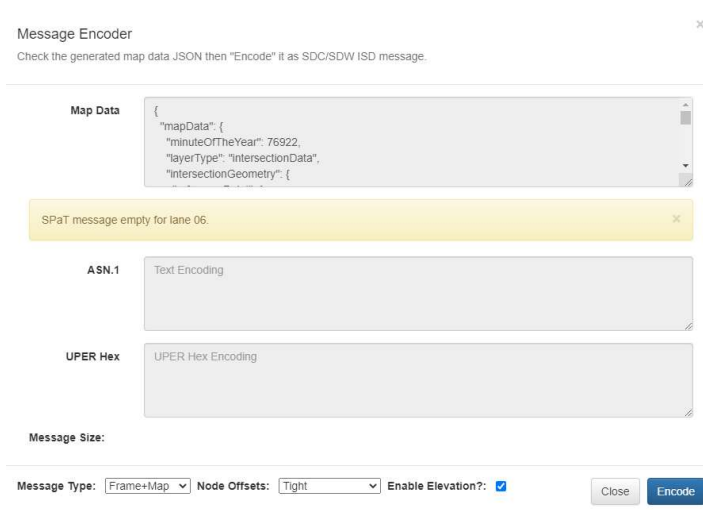 Message Encoder
×
Check the generated map data JSON then "Encode" it as SDC/SDW ISD message.
Map Data
{
"mapData": {
"minuteOfTheYear": 76922,
"layerType": "intersectionData",
"intersectionGeometry": {
SPaT message empty for lane 06.
×
ASN.1
Text Encoding
UPER Hex
UPER Hex Encoding
Message Size:
Message Type: Frame+Map Node Offsets: Tight Enable Elevation?: Close Encode